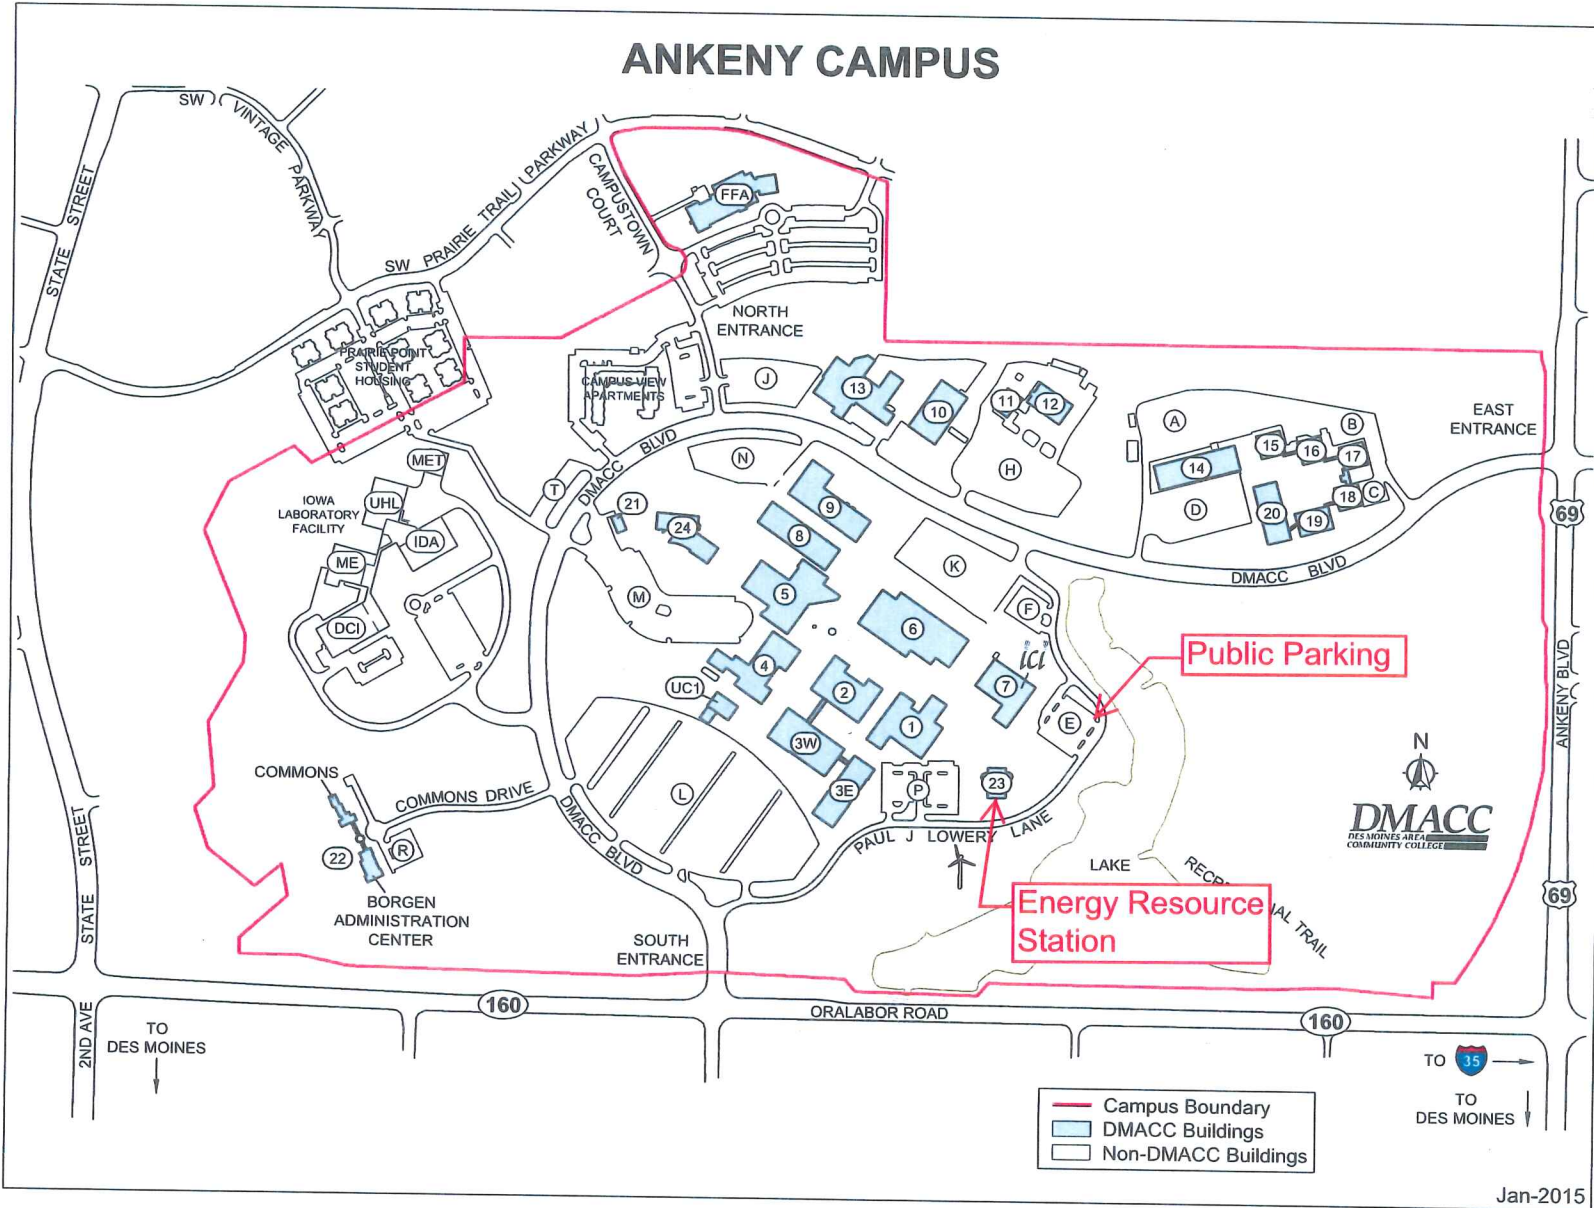 ANKENY CAMPUS
SW
VINTAGE PARKWAY
STATE STREET
SW PRAIRIE TRAIL PARKWAY
CAMPUSTOWN
COURT
FFA
NORTH
ENTRANCE
PRAIRIE POINT
STUDENT
HOUSING
CAMPUS VIEW
APARTMENTS
J
13
10
11
12
A
B
EAST
ENTRANCE
15
16
17
14
18
C
D
20
19
H
N
DMACC BLVD
T
MET
UHL
IOWA
LABORATORY
FACILITY
IDA
ME
DCI
21
24
9
8
K
5
M
F
6
DMACC BLVD
69
ici
Public Parking
4
UC1
2
7
E
1
3W
3E
P
23
L
ANKENY BLVD
N
DMACC
DES MOINES AREA
COMMUNITY COLLEGE
COMMONS
COMMONS DRIVE
22
R
DMACC BLVD
PAUL J LOWERY LANE
BORGEN
ADMINISTRATION
CENTER
STATE STREET
SOUTH
ENTRANCE
LAKE
Energy Resource
Station
69
160
ORALABOR ROAD
160
2ND AVE
TO
DES MOINES
TO 35
TO
DES MOINES
Campus Boundary
DMACC Buildings
Non-DMACC Buildings
Jan-2015